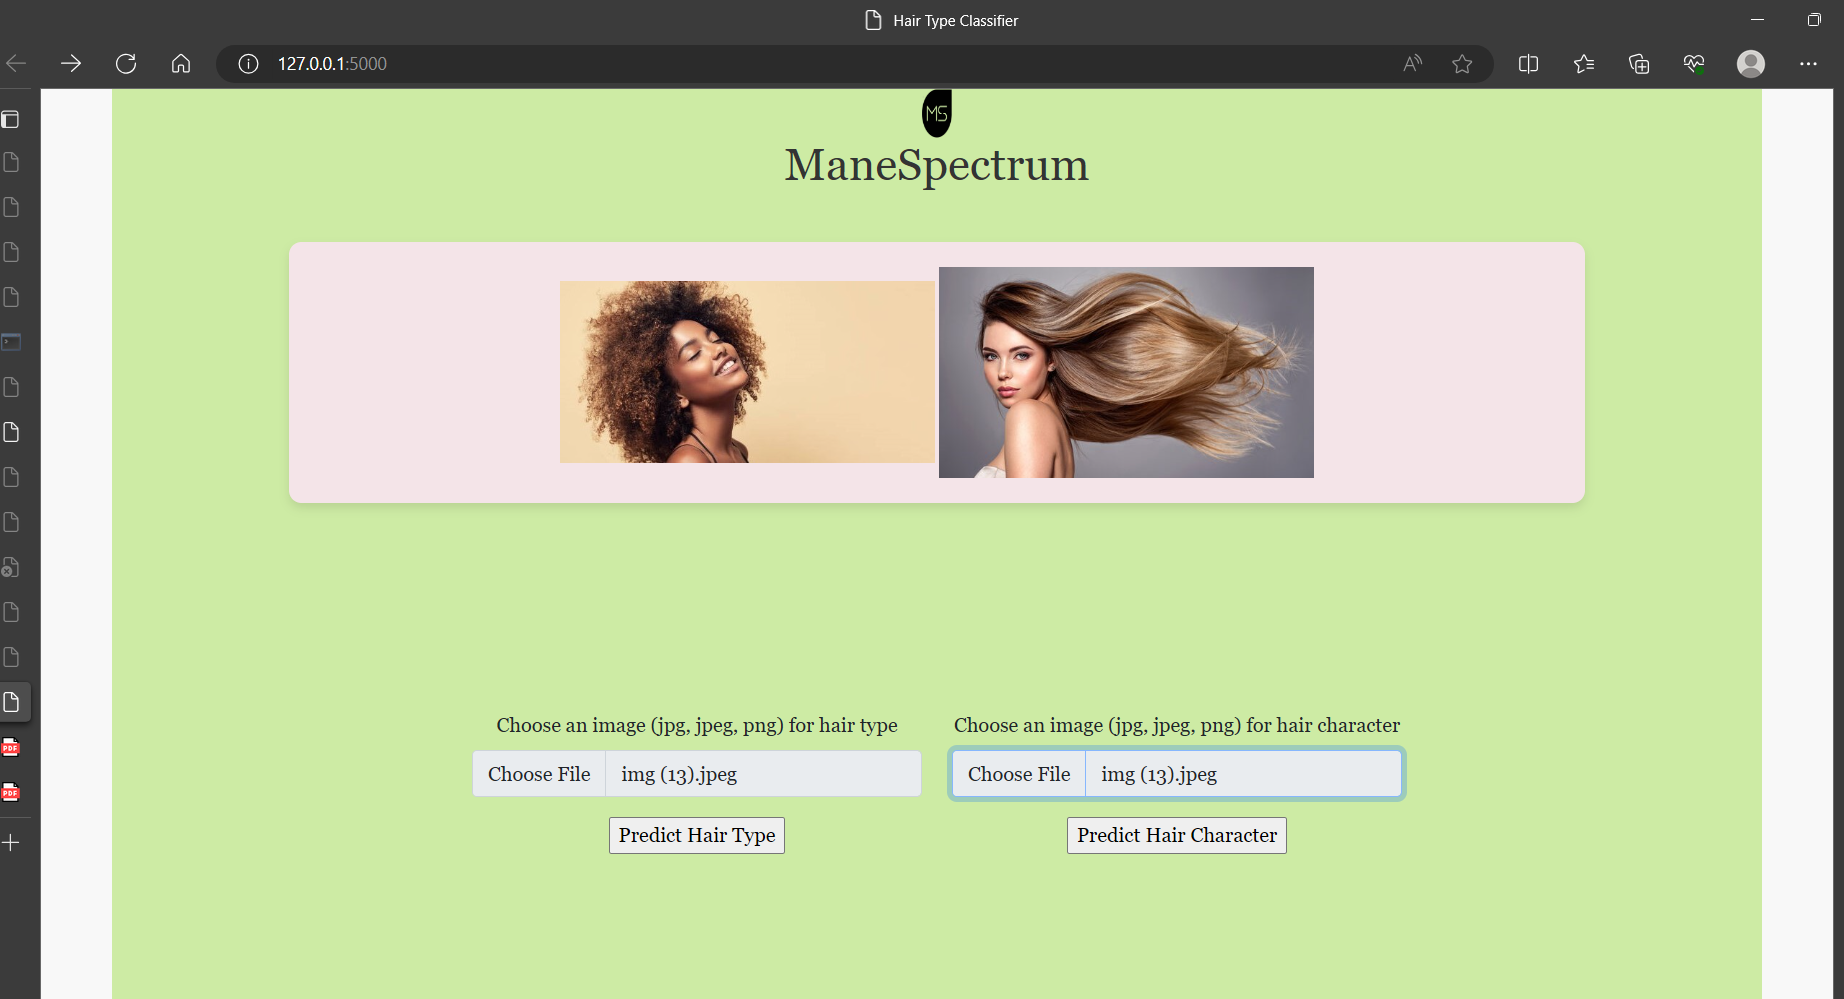 Hair Type Classifier
127.0.0.1:5000
MS
ManeSpectrum
Choose an image (jpg, jpeg, png) for hair type
Choose an image (jpg, jpeg, png) for hair character
Choose File img (13).jpeg
Choose File img (13).jpeg
Predict Hair Type
Predict Hair Character
PDF
PDF